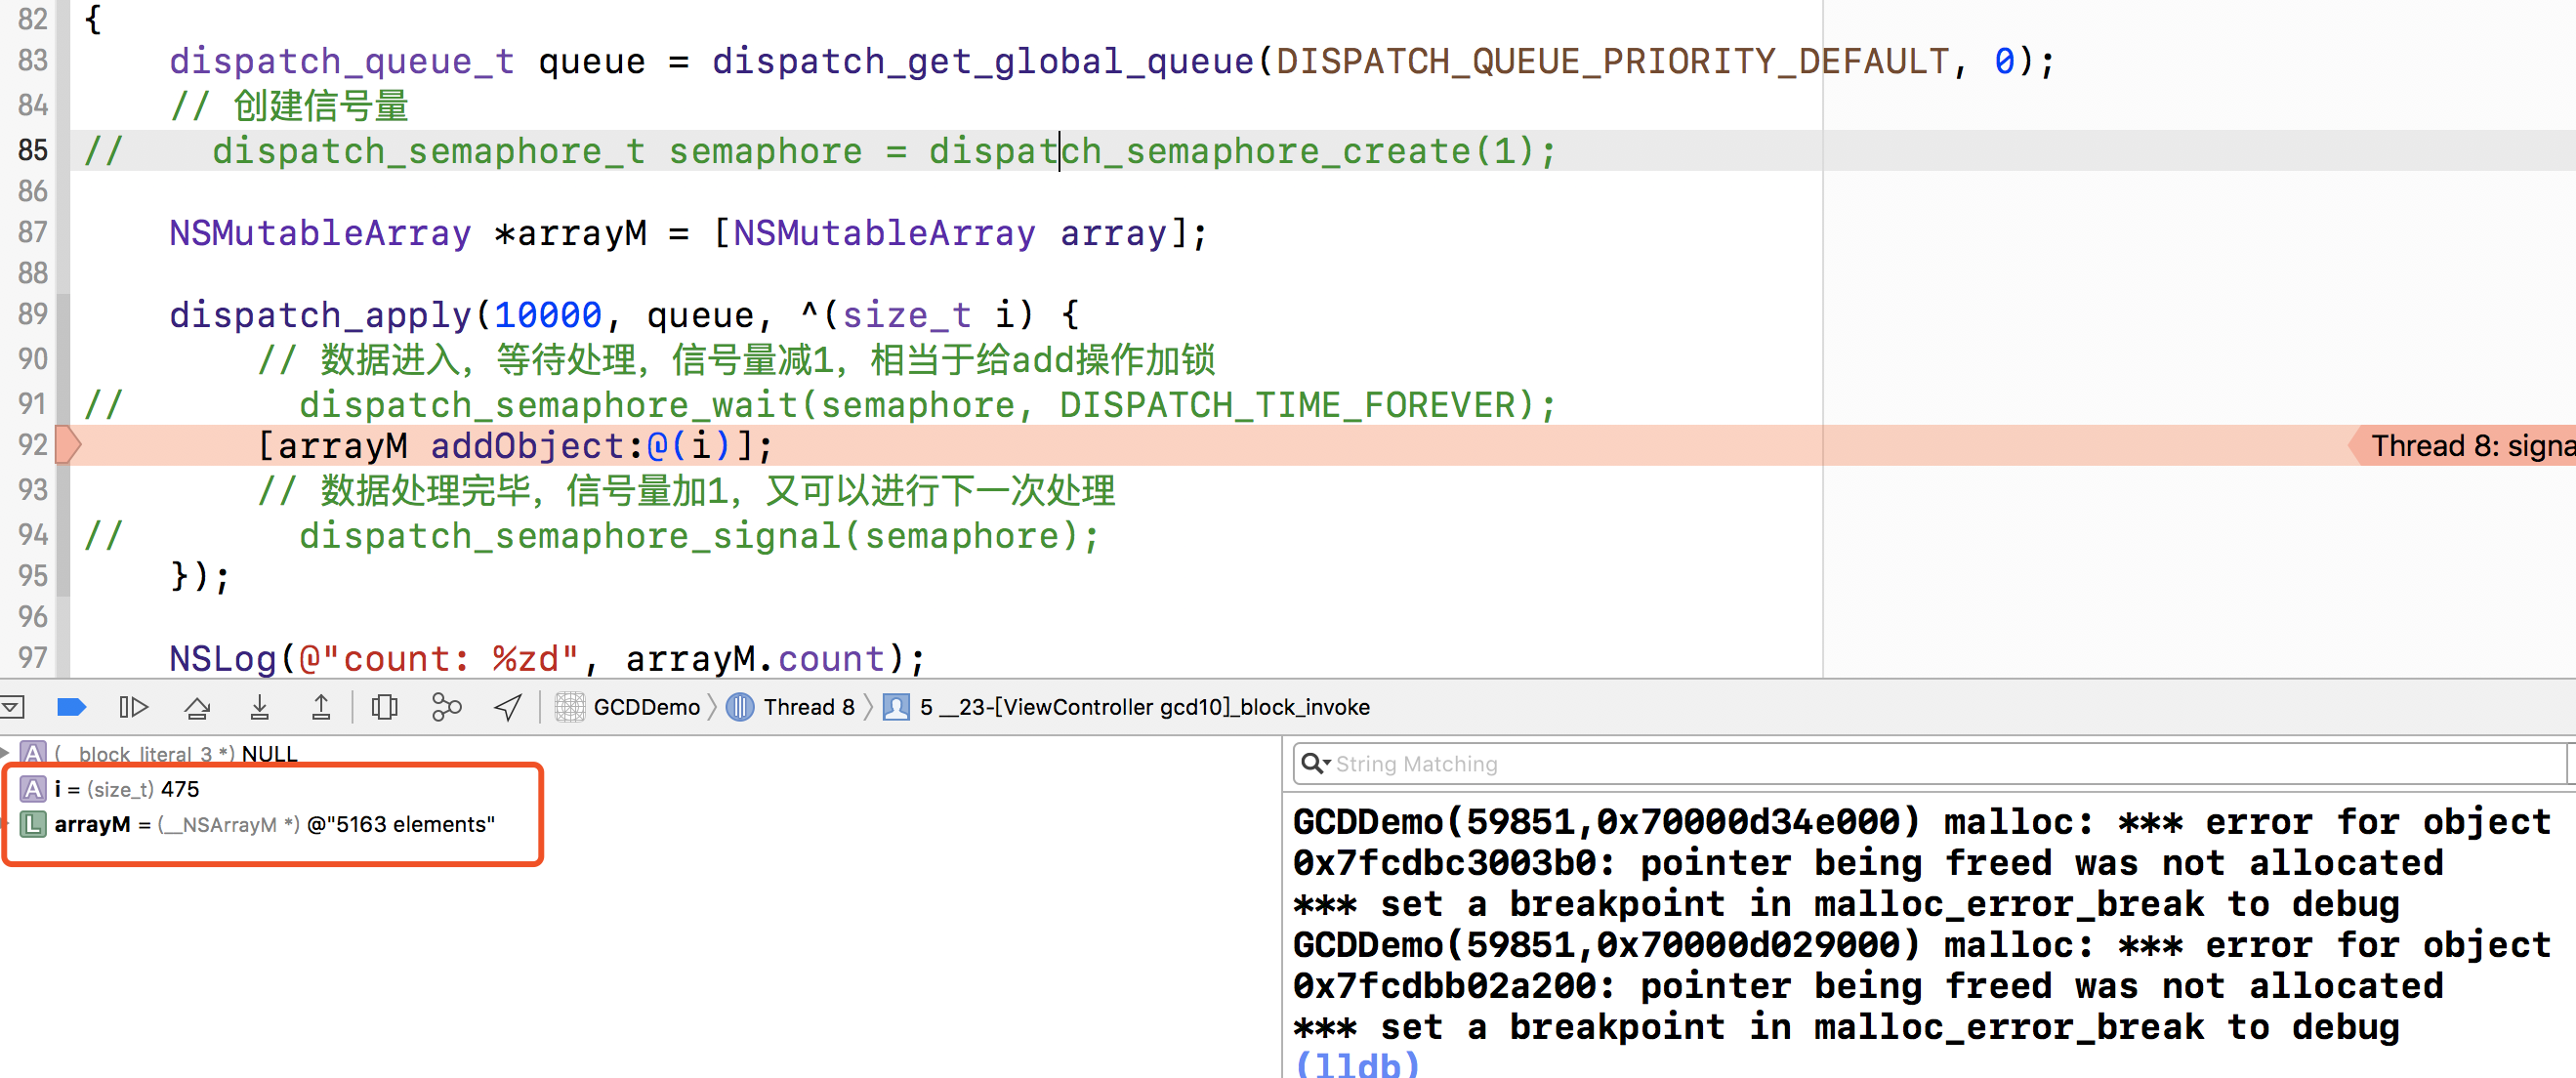 82 {
83     dispatch_queue_t queue = dispatch_get_global_queue(DISPATCH_QUEUE_PRIORITY_DEFAULT, 0);
84     // 创建信号量
85 //    dispatch_semaphore_t semaphore = dispatch_semaphore_create(1);
86
87     NSMutableArray *arrayM = [NSMutableArray array];
88
89     dispatch_apply(10000, queue, ^(size_t i) {
90         // 数据进入，等待处理，信号量减1，相当于给add操作加锁
91 //        dispatch_semaphore_wait(semaphore, DISPATCH_TIME_FOREVER);
92         [arrayM addObject:@(i)];
Thread 8: signa
93         // 数据处理完毕，信号量加1，又可以进行下一次处理
94 //        dispatch_semaphore_signal(semaphore);
95     });
96
97     NSLog(@"count: %zd", arrayM.count);
GCDDemo Thread 8 5 __23-[ViewController gcd10]_block_invoke
A (__block_literal_3 *) NULL
A i = (size_t) 475
L arrayM = (__NSArrayM *) @"5163 elements"
String Matching
GCDDemo(59851,0x70000d34e000) malloc: *** error for object
0x7fcdbc3003b0: pointer being freed was not allocated
*** set a breakpoint in malloc_error_break to debug
GCDDemo(59851,0x70000d029000) malloc: *** error for object
0x7fcdbb02a200: pointer being freed was not allocated
*** set a breakpoint in malloc_error_break to debug
(lldb)